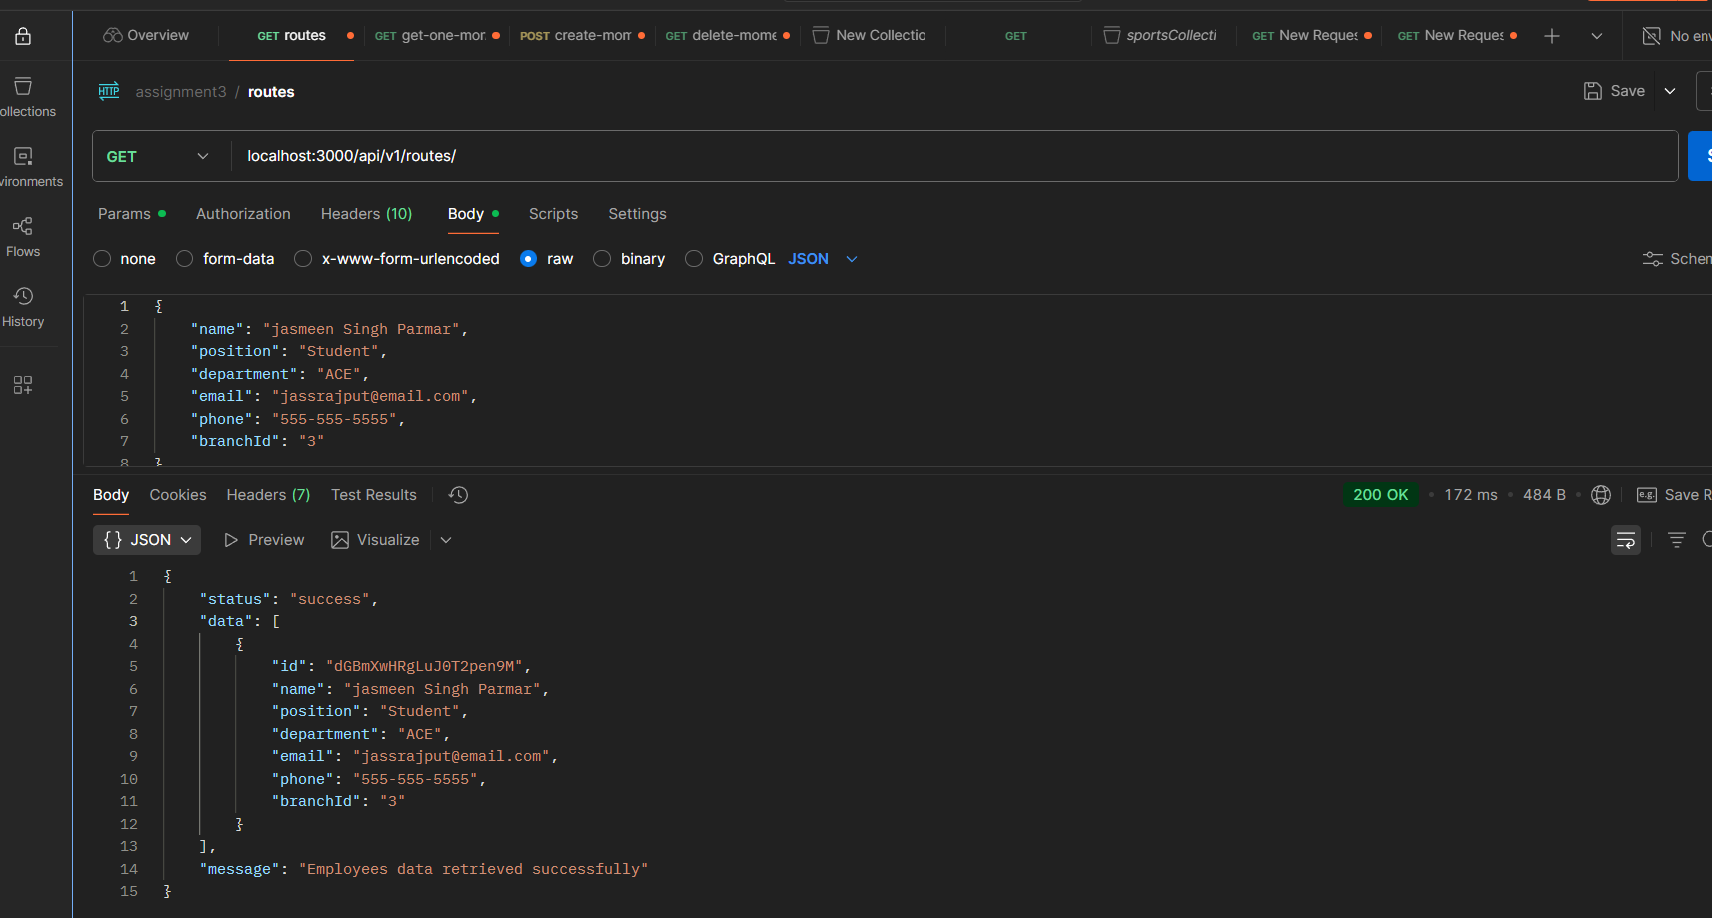 Overview
GET routes
GET get-one-mor
POST create-mom
GET delete-mome
New Collectic
GET
sportsCollecti
GET New Reques
GET New Reques
No env
ollections
vironments
Flows
History
HTTP assignment3 / routes
Save
GET localhost:3000/api/v1/routes/
Params Authorization Headers (10) Body Scripts Settings
none form-data x-www-form-urlencoded raw binary GraphQL JSON
Schem
1 {
2 "name": "jasmeen Singh Parmar",
3 "position": "Student",
4 "department": "ACE",
5 "email": "jassrajput@email.com",
6 "phone": "555-555-5555",
7 "branchId": "3"
8 }
Body Cookies Headers (7) Test Results
200 OK • 172 ms • 484 B • e.g. Save R
{} JSON Preview Visualize
1 {
2 "status": "success",
3 "data": [
4 {
5 "id": "dGBmXwHRgLuJ0T2pen9M",
6 "name": "jasmeen Singh Parmar",
7 "position": "Student",
8 "department": "ACE",
9 "email": "jassrajput@email.com",
10 "phone": "555-555-5555",
11 "branchId": "3"
12 }
13 ],
14 "message": "Employees data retrieved successfully"
15 }